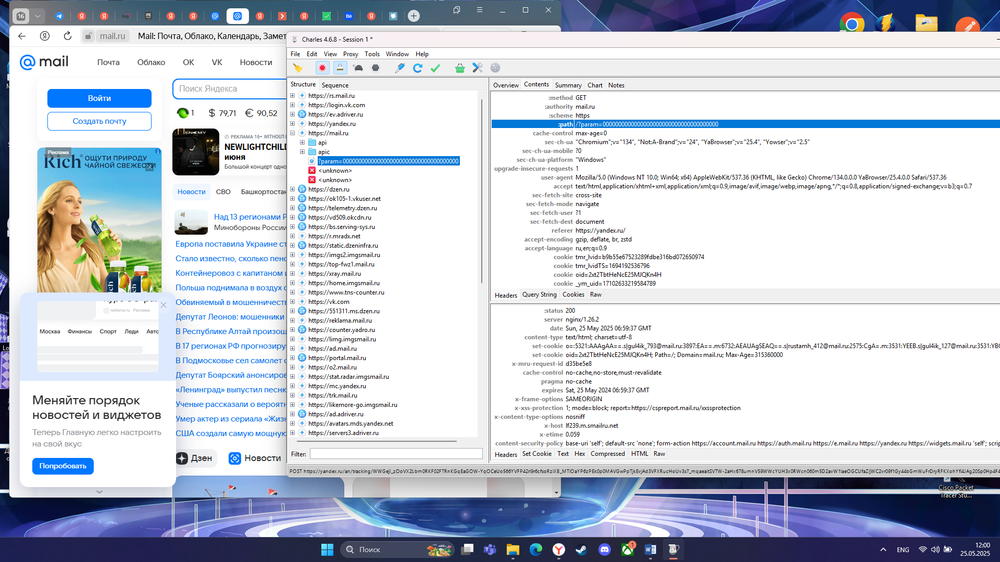 16
mail.ru
Mail: Почта, Облако, Календарь, Замет
mail
Почта
Облако
ОК
VK
Новости
Войти
Создать почту
Поиск Яндекса
1
$ 79,71
€ 90,52
Реклама
Rich
ОЩУТИ ПРИРОДУ
ЧАЙНОЙ СВЕЖЕСТИ
РЕКЛАМА 16+ WITHOUT-
NEWLIGHTCHILD
июня
Большой концерт одно
Новости
СВО
Башкортостан
Над 13 регионами Р
Минобороны России
Европа поставила Украине ст
Стало известно, сколько пенс
Контейнеровоз с капитаном и
Польша поднимала в воздух с
Обвиняемый в мошенничеств
Депутат Леонов: мошенники
В Республике Алтай произош
В 17 регионах РФ прогнозиру
В Подмосковье сел самолет с
Депутат Боярский анонсиров
«Ленинград» выпустил песню
Ученые рассказали о вероятн
Умер актер из сериала «Жизн
США создали самую мощную
Дзен
Новости
reklama.ru Реклама
Москва
Финансы
Спорт
Леди
Авто
Меняйте порядок
новостей и виджетов
Теперь Главную легко настроить
на свой вкус
Попробовать
Charles 4.6.8 - Session 1 *
File
Edit
View
Proxy
Tools
Window
Help
Structure
Sequence
https://rs.mail.ru
https://login.vk.com
https://ev.adriver.ru
https://yandex.ru
https://mail.ru
api
apic
?param=0000000000000000000000000000000000000
<unknown>
<unknown>
https://dzen.ru
https://ok105-1.vkuser.net
https://telemetry.dzen.ru
https://vd509.okcdn.ru
https://bs.serving-sys.ru
https://r.mradx.net
https://static.dzeninfra.ru
https://imgs2.imgsmail.ru
https://top-fwz1.mail.ru
https://xray.mail.ru
https://home.imgsmail.ru
https://www.tns-counter.ru
https://vk.com
https://551311.ms.dzen.ru
https://reklama.mail.ru
https://counter.yadro.ru
https://limg.imgsmail.ru
https://ad.mail.ru
https://portal.mail.ru
https://o2.mail.ru
https://stat.radar.imgsmail.ru
https://mc.yandex.ru
https://trk.mail.ru
https://likemore-go.imgsmail.ru
https://ad.adriver.ru
https://avatars.mds.yandex.net
https://servers3.adriver.ru
Filter:
Overview
Contents
Summary
Chart
Notes
:method GET
:authority mail.ru
:scheme https
:path /?param=0000000000000000000000000000000000000
cache-control max-age=0
sec-ch-ua "Chromium";v="134", "Not:A-Brand";v="24", "YaBrowser";v="25.4", "Yowser";v="2.5"
sec-ch-ua-mobile ?0
sec-ch-ua-platform "Windows"
upgrade-insecure-requests 1
user-agent Mozilla/5.0 (Windows NT 10.0; Win64; x64) AppleWebKit/537.36 (KHTML, like Gecko) Chrome/134.0.0.0 YaBrowser/25.4.0.0 Safari/537.36
accept text/html,application/xhtml+xml,application/xml;q=0.9,image/avif,image/webp,image/apng,*/*;q=0.8,application/signed-exchange;v=b3;q=0.7
sec-fetch-site cross-site
sec-fetch-mode navigate
sec-fetch-user ?1
sec-fetch-dest document
referer https://yandex.ru/
accept-encoding gzip, deflate, br, zstd
accept-language ru,en;q=0.9
cookie tmr_lvid=b9b55e67523289fdbe316bd072650974
cookie tmr_lvidTS=1694192536796
cookie oid=2xt2TbtHeNcE25MJQKn4H
cookie _ym_uid=17102633219584789
Headers
Query String
Cookies
Raw
:status 200
server nginx/1.26.2
date Sun, 25 May 2025 06:59:37 GMT
content-type text/html; charset=utf-8
set-cookie o=:5321:AAAgAA==.s|gul4ik_793@mail.ru:3897:EA==.m:6732:AEAUAgSEAQ==.s|rustamh_412@mail.ru:2575:CgA=.m:3531:YEEB.s|gul4ik_127@mail.ru:3531:YB
set-cookie oid=2xt2TbtHeNcE25MJQKn4H; Path=/; Domain=mail.ru; Max-Age=315360000
x-mru-request-id d35be5e8
cache-control no-cache,no-store,must-revalidate
pragma no-cache
expires Sat, 25 May 2024 06:59:37 GMT
x-frame-options SAMEORIGIN
x-xss-protection 1; mode=block; report=https://cspreport.mail.ru/xxssprotection
x-content-type-options nosniff
x-host lf239.m.smailru.net
x-etime 0.059
content-security-policy base-uri 'self'; default-src 'none'; form-action https://account.mail.ru https://auth.mail.ru https://e.mail.ru https://yandex.ru https://widgets.mail.ru 'self'; scrip
Headers
Set Cookie
Text
Hex
Compressed
HTML
Raw
Cisco Packet
Tracer Stu...
Поиск
1
ENG
12:00
25.05.2025